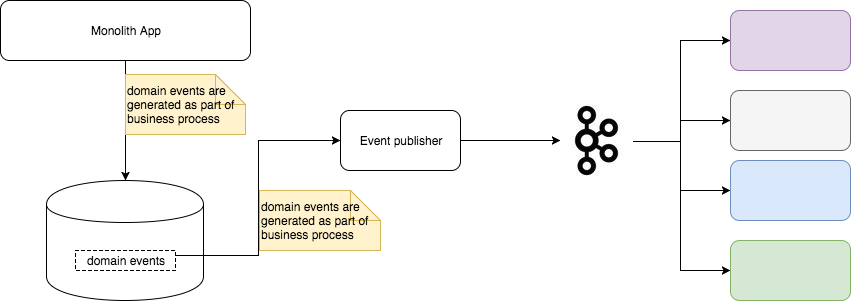 Monolith App
domain events are
generated as part of
business process
Event publisher
domain events are
generated as part of
business process
domain events